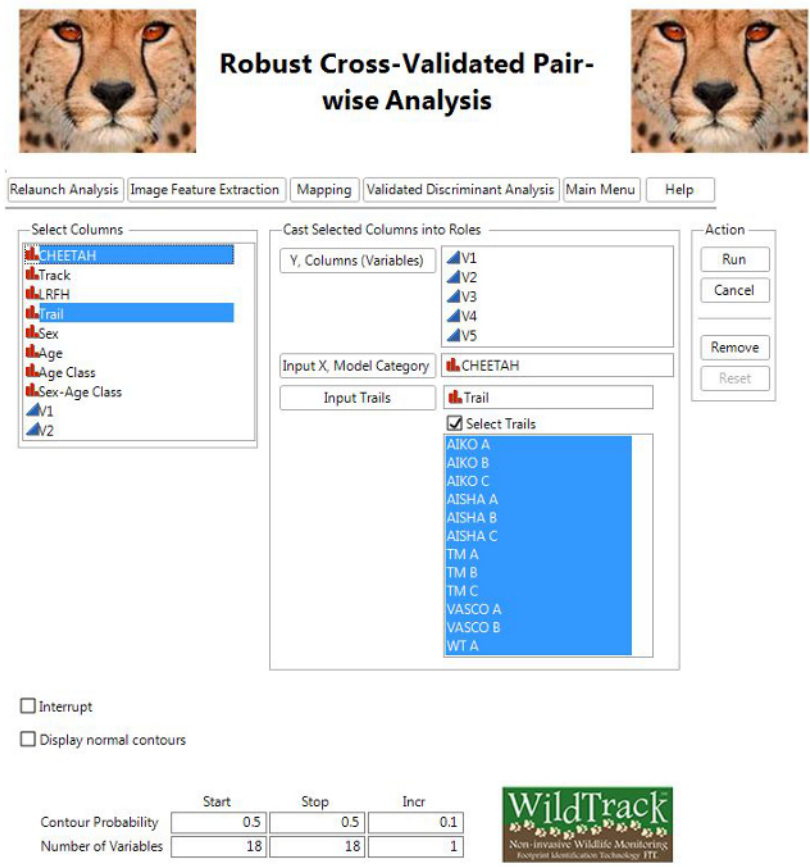 Robust Cross-Validated Pair-
wise Analysis
Relaunch Analysis Image Feature Extraction Mapping Validated Discriminant Analysis Main Menu Help
Select Columns
CHEETAH
Track
LRFH
Trail
Sex
Age
Age Class
Sex-Age Class
V1
V2
Cast Selected Columns into Roles
Y, Columns (Variables)
V1
V2
V3
V4
V5
Input X, Model Category CHEETAH
Input Trails Trail
Select Trails
AIKO A
AIKO B
AIKO C
AISHA A
AISHA B
AISHA C
TM A
TM B
TM C
VASCO A
VASCO B
WT A
Action
Run
Cancel
Remove
Reset
Interrupt
Display normal contours
Start Stop Incr
Contour Probability 0.5 0.5 0.1
Number of Variables 18 18 1
WildTrack
Non-invasive Wildlife Monitoring
Footprint Identification Technology FIT